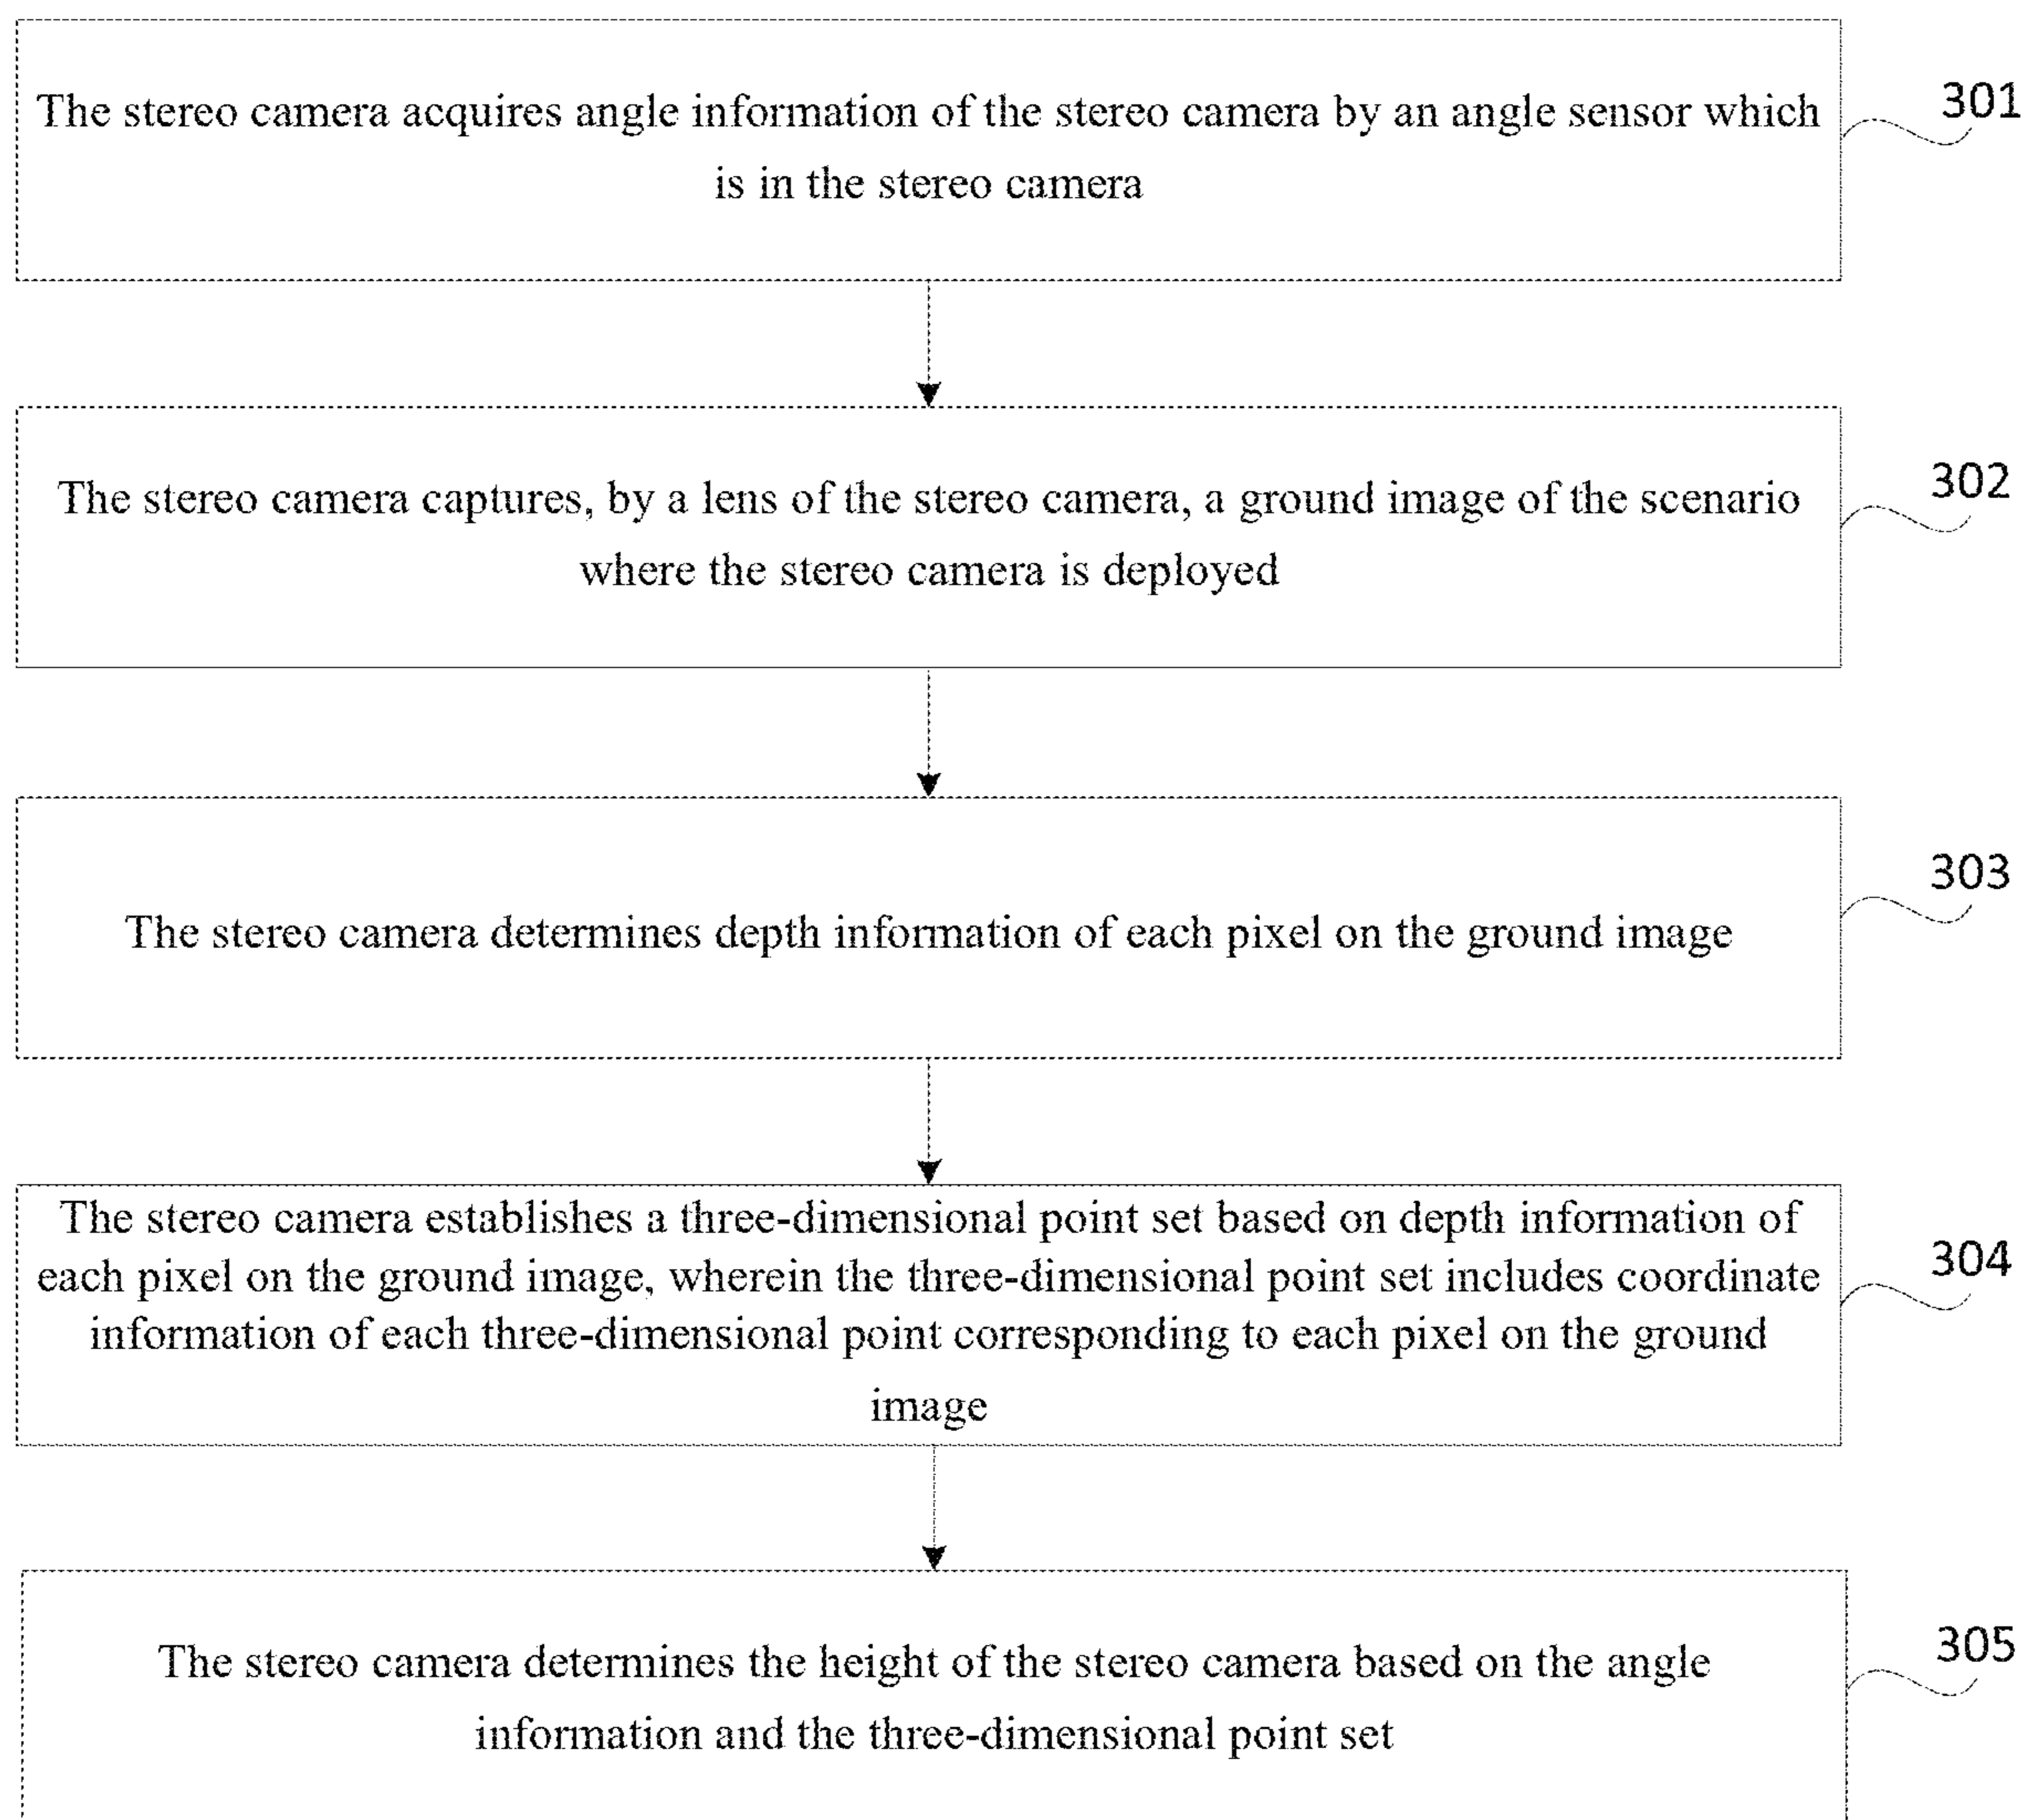 The stereo camera acquires angle information of the stereo camera by an angle sensor which
is in the stereo camera
301
The stereo camera captures, by a lens of the stereo camera, a ground image of the scenario
where the stereo camera is deployed
302
The stereo camera determines depth information of each pixel on the ground image
303
The stereo camera establishes a three-dimensional point set based on depth information of
each pixel on the ground image, wherein the three-dimensional point set includes coordinate
information of each three-dimensional point corresponding to each pixel on the ground
image
304
The stereo camera determines the height of the stereo camera based on the angle
information and the three-dimensional point set
305